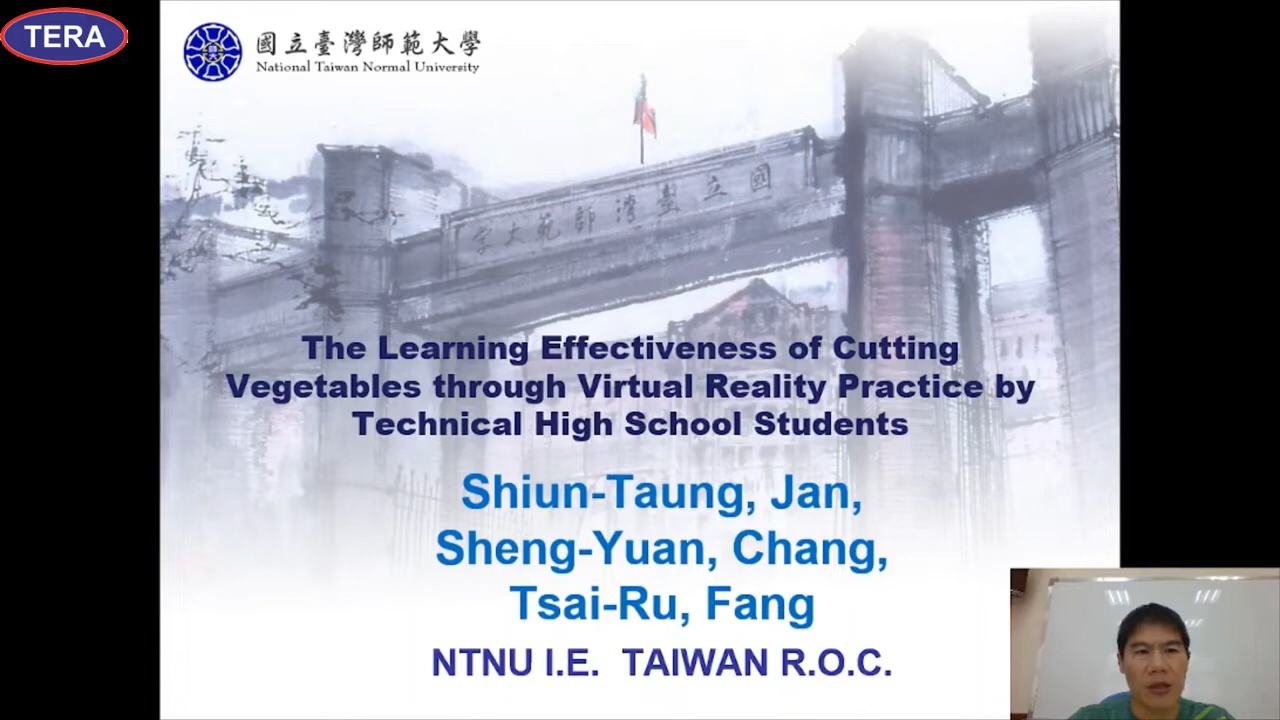 TERA
國立臺灣師範大學
National Taiwan Normal University
國立臺灣師範大学
The Learning Effectiveness of Cutting
Vegetables through Virtual Reality Practice by
Technical High School Students
Shiun-Taung, Jan,
Sheng-Yuan, Chang,
Tsai-Ru, Fang
NTNU I.E. TAIWAN R.O.C.